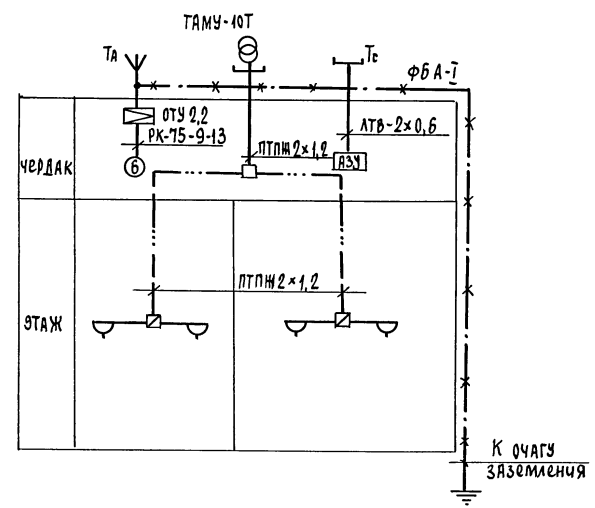 ТАМУ-10Т
ТА
Тс
ФБА-I
ОТУ 2,2
РК-75-9-13
ПТПЖ 2×1,2
ЛТВ-2×0,6
АЗУ
6
ЧЕРДАК
ПТПЖ 2×1,2
ЭТАЖ
К ОЧАГУ
ЗАЗЕМЛЕНИЯ